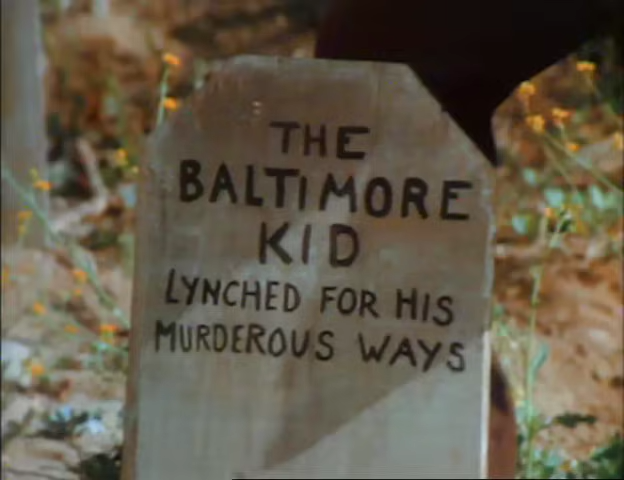 THE
BALTIMORE
KID
LYNCHED FOR HIS
MURDEROUS WAYS